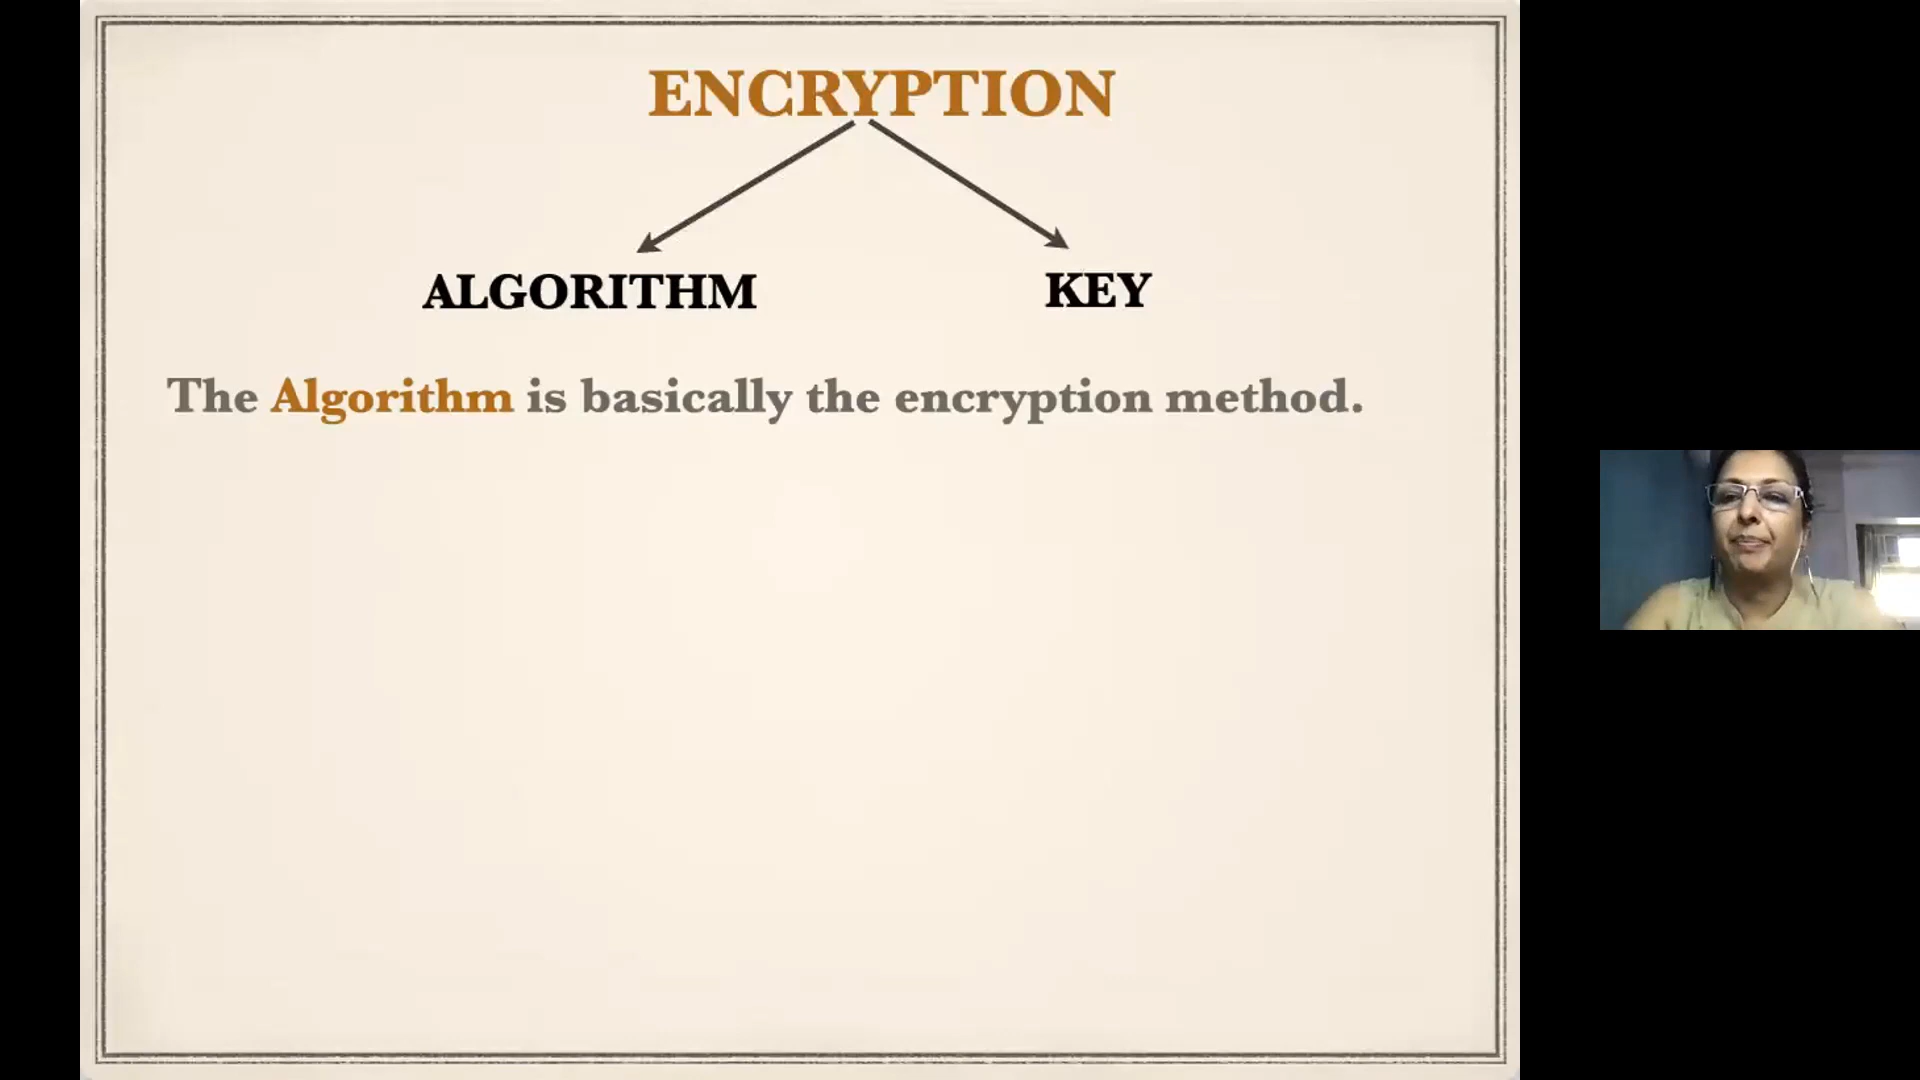 ENCRYPTION
ALGORITHM KEY
The Algorithm is basically the encryption method.